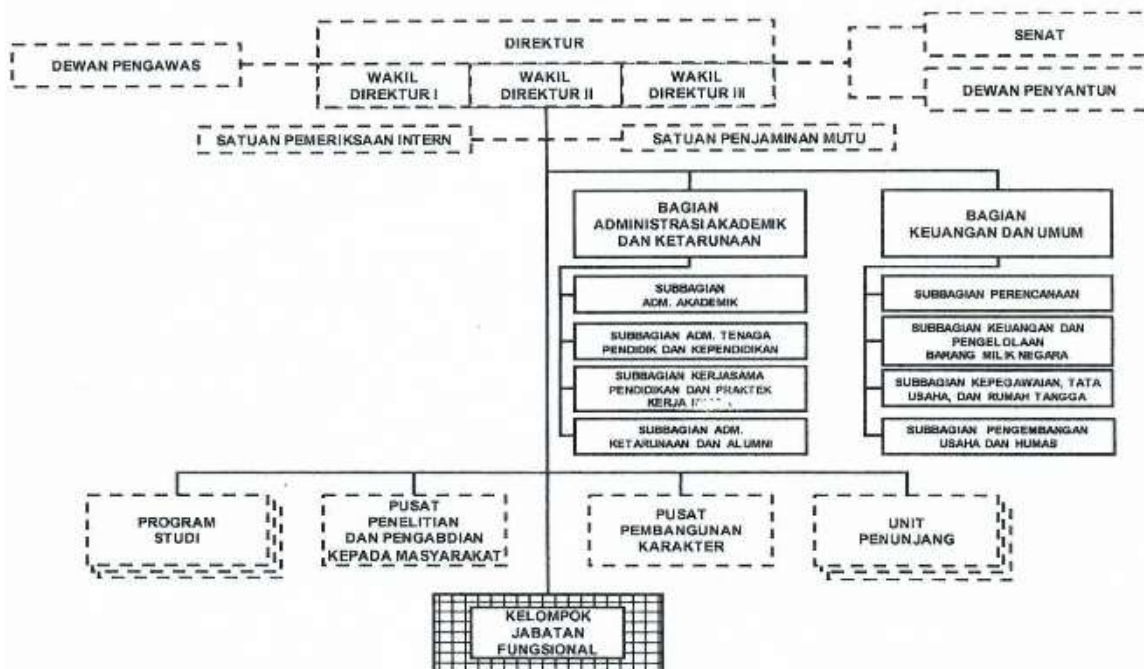 DIREKTUR
DEWAN PENGAWAS
WAKIL
DIREKTUR I
WAKIL
DIREKTUR II
WAKIL
DIREKTUR III
SENAT
DEWAN PENYANTUN
SATUAN PEMERIKSAAN INTERN
SATUAN PENJAMINAN MUTU
BAGIAN
ADMINISTRASI AKADEMIK
DAN KETARUNAAN
SUBBAGIAN
ADM. AKADEMIK
SUBBAGIAN ADM. TENAGA
PENDIDIK DAN KEPENDIDIKAN
SUBBAGIAN KERJASAMA
PENDIDIKAN DAN PRAKTEK
KERJA
SUBBAGIAN ADM.
KETARUNAAN DAN ALUMNI
BAGIAN
KEUANGAN DAN UMUM
SUBBAGIAN PERENCANAAN
SUBBAGIAN KEUANGAN DAN
PENGELOLAAN
BARANG MILIK NEGARA
SUBBAGIAN KEPEGAWAIAN, TATA
USAHA, DAN RUMAH TANGGA
SUBBAGIAN PENGEMBANGAN
USAHA DAN HUMAS
PROGRAM
STUDI
PUSAT
PENELITIAN
DAN PENGABDIAN
KEPADA MASYARAKAT
PUSAT
PEMBANGUNAN
KARAKTER
UNIT
PENUNJANG
KELOMPOK
JABATAN
FUNGSIONAL